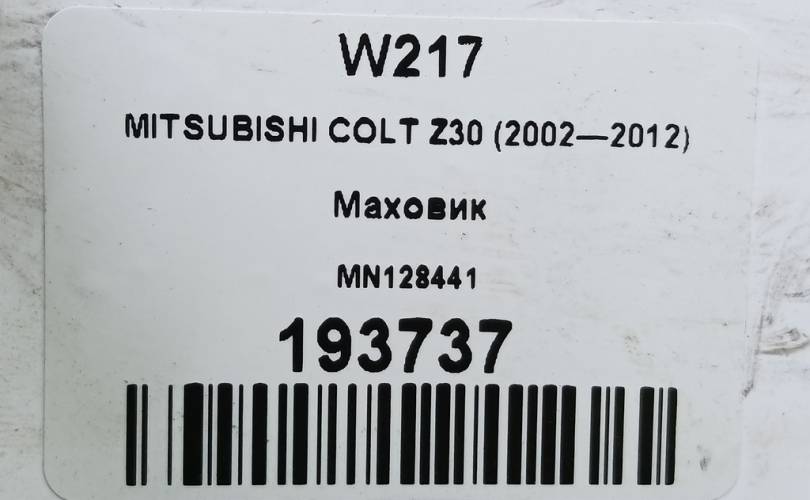 W217
MITSUBISHI COLT Z30 (2002—2012)
Маховик
MN128441
193737